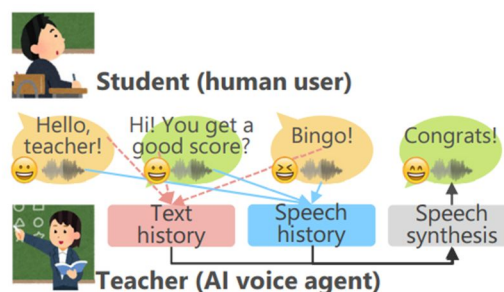 Student (human user)
Hello,
teacher!
Hi! You get a
good score?
Bingo!
Congrats!
Text
history
Speech
history
Speech
synthesis
Teacher (AI voice agent)